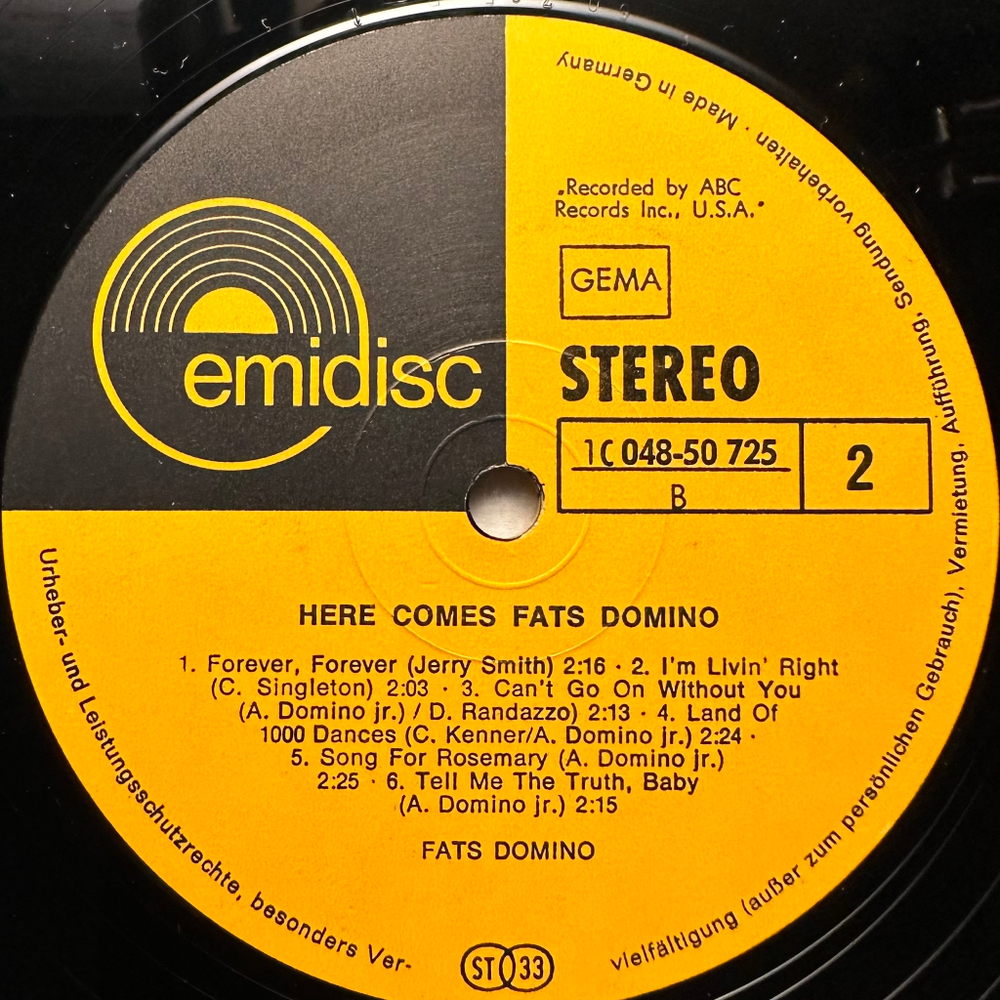 „Recorded by ABC
Records Inc., U.S.A."
GEMA
emidisc
STEREO
1C 048-50 725
B
2
HERE COMES FATS DOMINO
1. Forever, Forever (Jerry Smith) 2:16 · 2. I'm Livin' Right
(C. Singleton) 2:03 · 3. Can't Go On Without You
(A. Domino jr.) / D. Randazzo) 2:13 · 4. Land Of
1000 Dances (C. Kenner/A. Domino jr.) 2:24 ·
5. Song For Rosemary (A. Domino jr.)
2:25 · 6. Tell Me The Truth, Baby
(A. Domino jr.) 2:15
FATS DOMINO
ST 33
Urheber- und Leistungsschutzrechte, besonders Ver-
vielfältigung (außer zum persönlichen Gebrauch), Vermietung, Aufführung, Sendung vorbehalten · Made in Germany